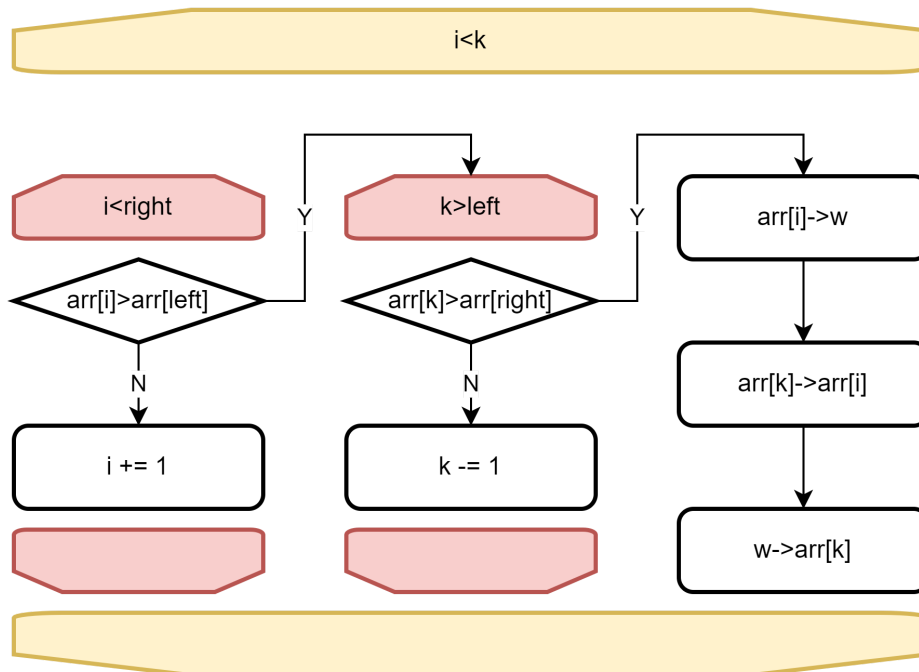 i<k
i<right
arr[i]>arr[left]
Y
N
i += 1
k>left
arr[k]>arr[right]
Y
N
k -= 1
arr[i]->w
arr[k]->arr[i]
w->arr[k]